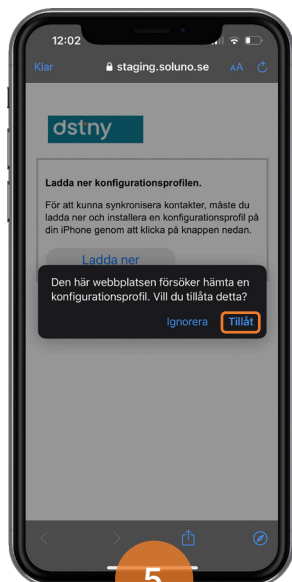 12:02
Klar staging.soluno.se AA
dstny
Ladda ner konfigurationsprofilen.
För att kunna synkronisera kontakter, måste du
ladda ner och installera en konfigurationsprofil på
din iPhone genom att klicka på knappen nedan.
Ladda ner
Den här webbplatsen försöker hämta en
konfigurationsprofil. Vill du tillåta detta?
Ignorera Tillåt
5